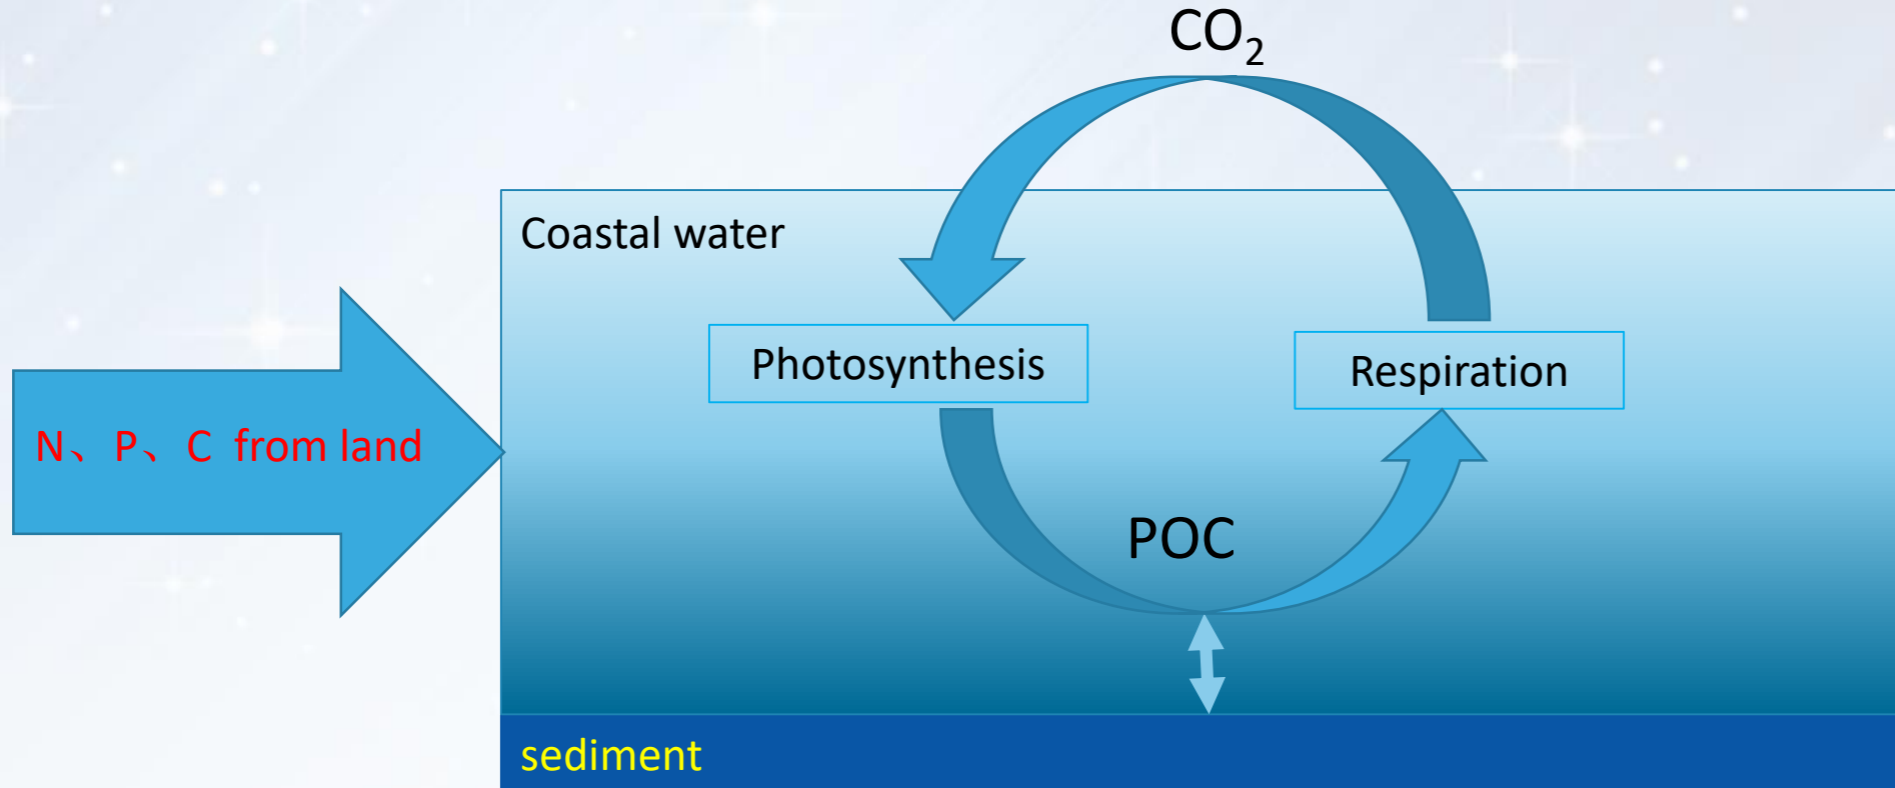 CO₂
Coastal water
Photosynthesis
Respiration
N、P、C from land
POC
sediment